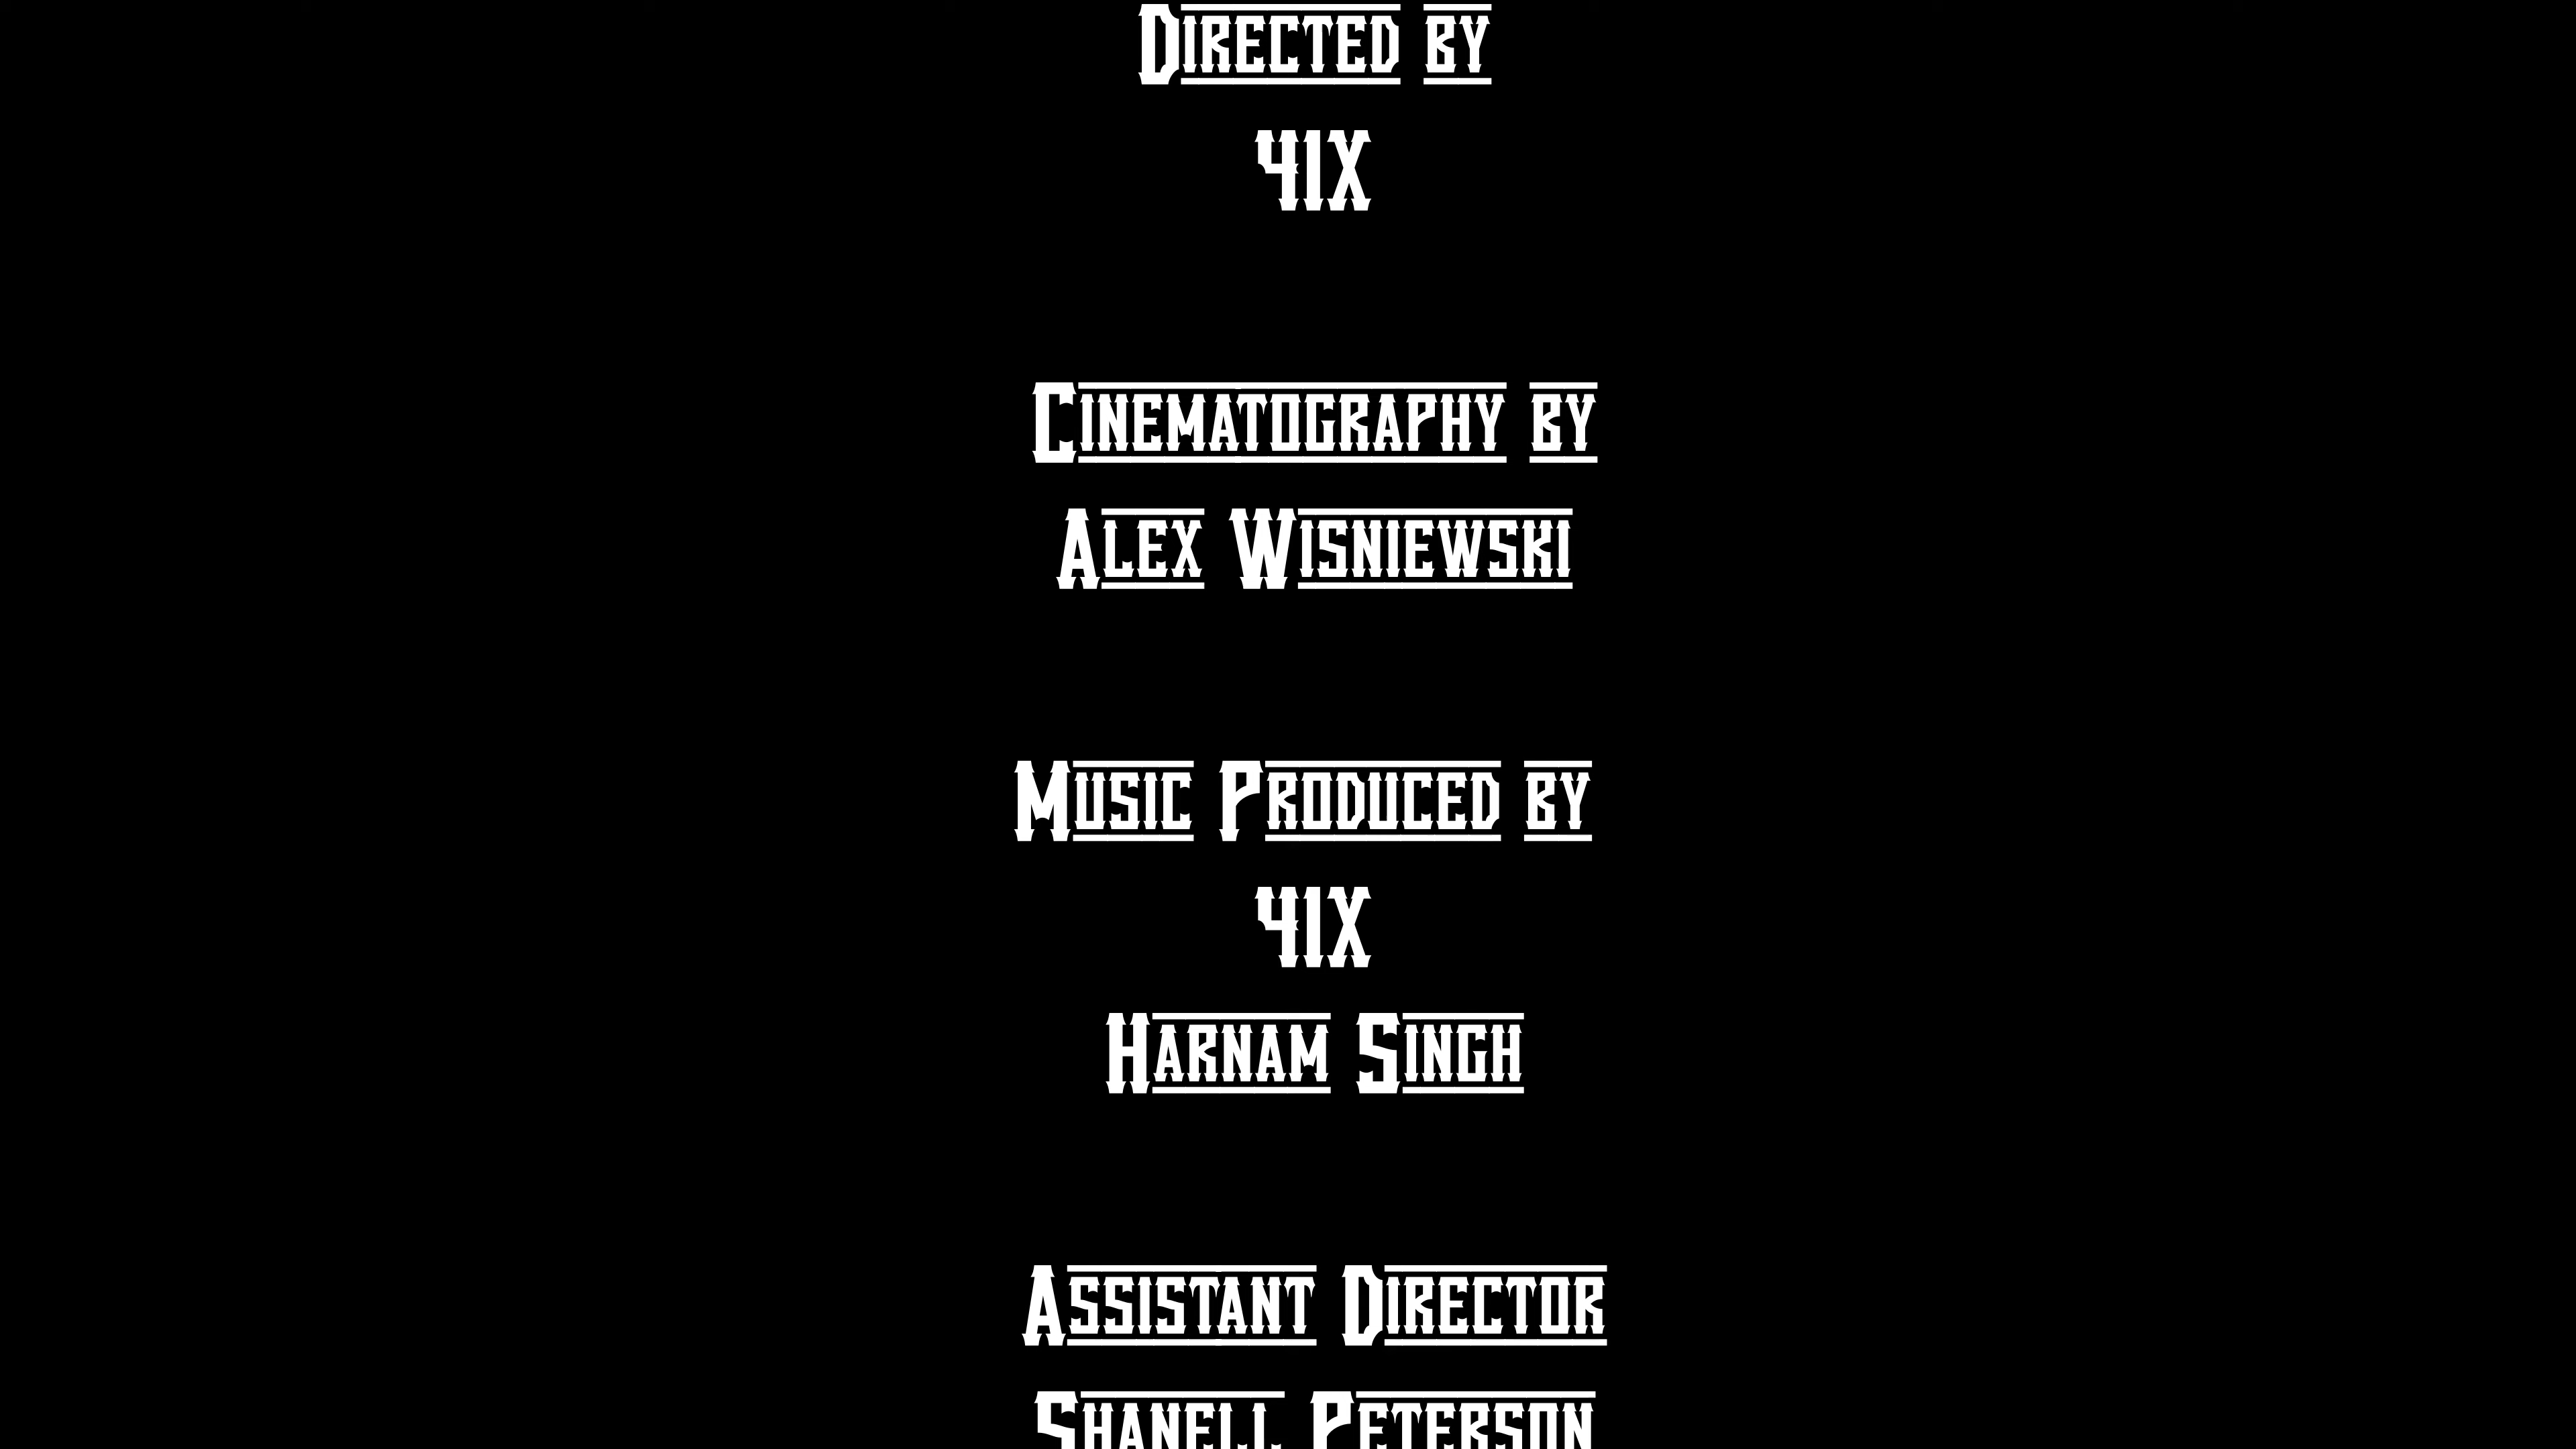 Directed by
41X
Cinematography by
Alex Wisniewski
Music Produced by
41X
Harnam Singh
Assistant Director
Shanell Peterson